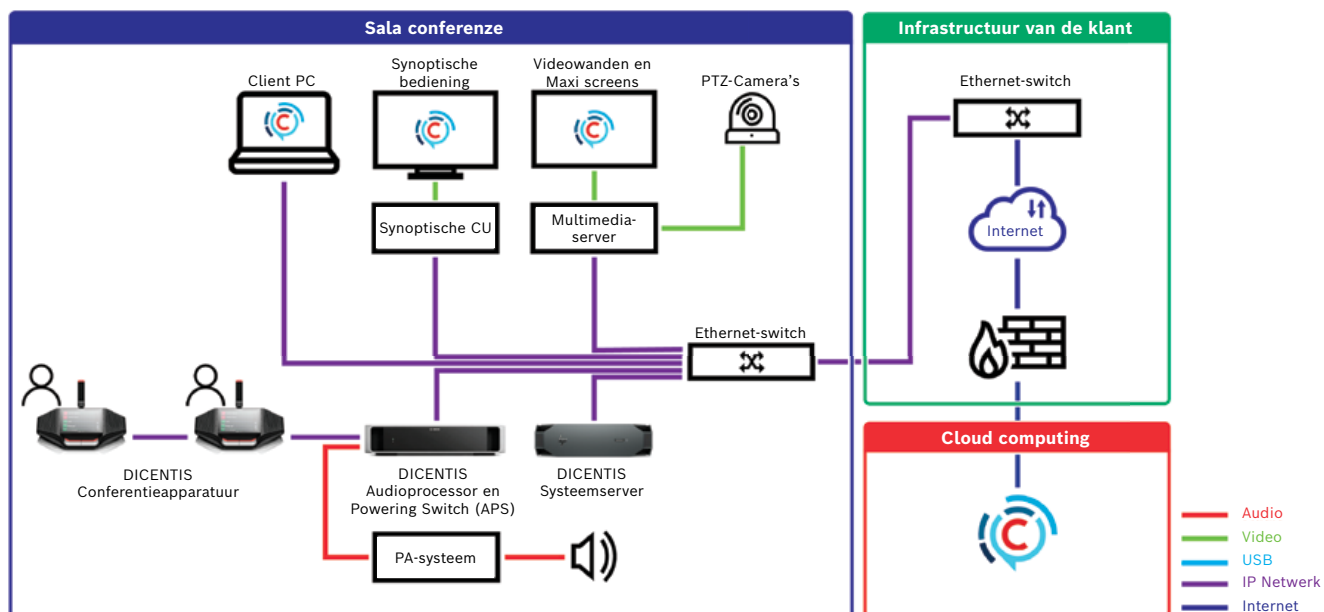 Sala conferenze
Infrastructuur van de klant
Client PC
Synoptische
bediening
Videowanden en
Maxi screens
PTZ-Camera's
Ethernet-switch
C
C
C
Synoptische CU
Multimedia-
server
Internet
Ethernet-switch
DICENTIS
Conferentieapparatuur
DICENTIS
Audioprocessor en
Powering Switch (APS)
DICENTIS
Systeemserver
PA-systeem
Cloud computing
C
Audio
Video
USB
IP Netwerk
Internet